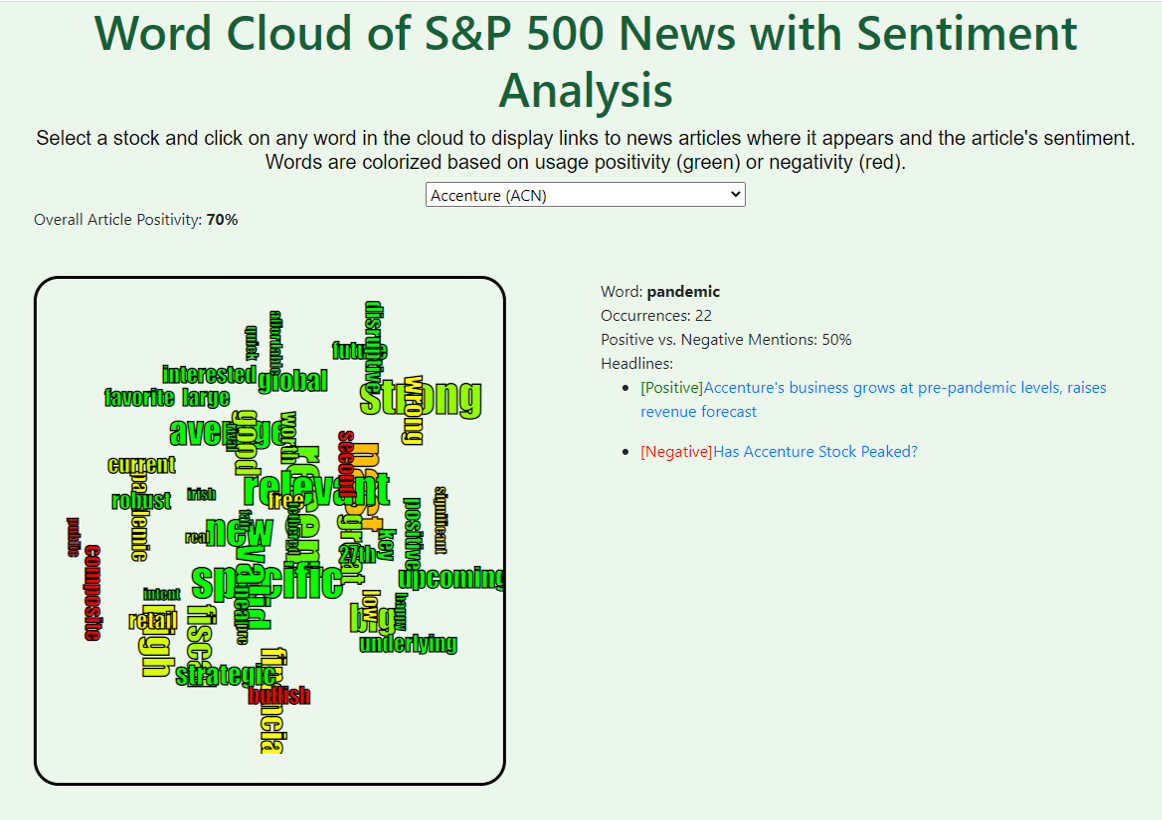 Word Cloud of S&P 500 News with Sentiment
Analysis
Select a stock and click on any word in the cloud to display links to news articles where it appears and the article's sentiment.
Words are colorized based on usage positivity (green) or negativity (red).
Accenture (ACN)
Overall Article Positivity: 70%
Word: pandemic
Occurrences: 22
Positive vs. Negative Mentions: 50%
Headlines:
[Positive]Accenture's business grows at pre-pandemic levels, raises
revenue forecast
[Negative]Has Accenture Stock Peaked?
disruptive
affordable
quick
future
interested
global
favorite
large
strong
wrong
average
good
worth
second
current
pandemic
robust
irish
relevant
free
recent
great
positive
significant
public
composite
real
new
27th
key
specific
valid
upcoming
intent
retail
high
fiscal
near
pre
low
big
happy
underlying
strategic
bullish